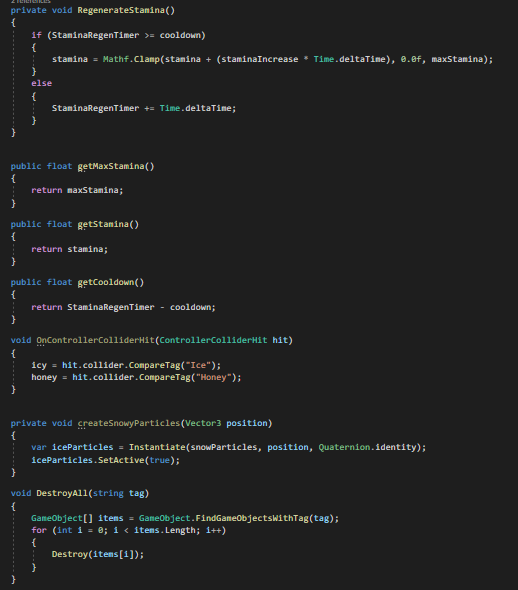 2 references
private void RegenerateStamina()
{
if (StaminaRegenTimer >= cooldown)
{
stamina = Mathf.Clamp(stamina + (staminaIncrease * Time.deltaTime), 0.0f, maxStamina);
}
else
{
StaminaRegenTimer += Time.deltaTime;
}
}
public float getMaxStamina()
{
return maxStamina;
}
public float getStamina()
{
return stamina;
}
public float getCooldown()
{
return StaminaRegenTimer - cooldown;
}
void OnControllerColliderHit(ControllerColliderHit hit)
{
icy = hit.collider.CompareTag("Ice");
honey = hit.collider.CompareTag("Honey");
}
private void createSnowyParticles(Vector3 position)
{
var iceParticles = Instantiate(snowParticles, position, Quaternion.identity);
iceParticles.SetActive(true);
}
void DestroyAll(string tag)
{
GameObject[] items = GameObject.FindGameObjectsWithTag(tag);
for (int i = 0; i < items.Length; i++)
{
Destroy(items[i]);
}
}